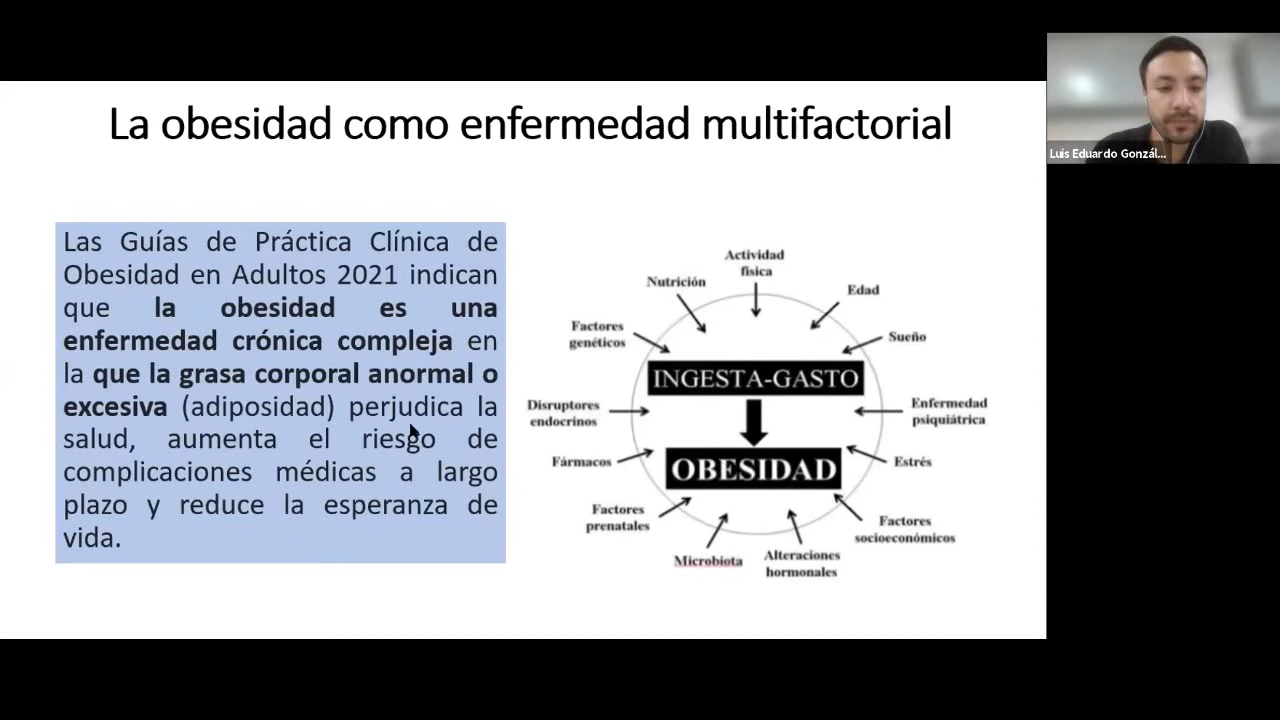 La obesidad como enfermedad multifactorial
Las Guías de Práctica Clínica de
Obesidad en Adultos 2021 indican
que la obesidad es una
enfermedad crónica compleja en
la que la grasa corporal anormal o
excesiva (adiposidad) perjudica la
salud, aumenta el riesgo de
complicaciones médicas a largo
plazo y reduce la esperanza de
vida.
Actividad
física
Nutrición
Edad
Factores
genéticos
Sueño
INGESTA-GASTO
Disruptores
endocrinos
Enfermedad
psiquiátrica
Fármacos
OBESIDAD
Estrés
Factores
prenatales
Factores
socioeconómicos
Microbiota
Alteraciones
hormonales
Luis Eduardo Gonzál...